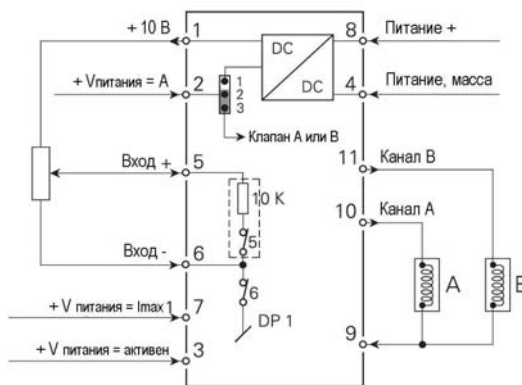 + 10 В 1 DC 8 Питание +
+ Vпитания = А 2 1 2 3 DC 4 Питание, масса
Клапан А или В
Вход + 5 11 Канал В
10 K 10 Канал А
5
Вход - 6 A B
6
+ V питания = Imax 1 7 DP 1
9
+ V питания = активен 3